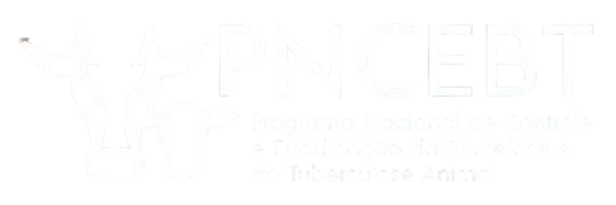 PNCEBT
Programa Nacional de Controle
e Erradicação da Brucelose e
da Tuberculose Animal